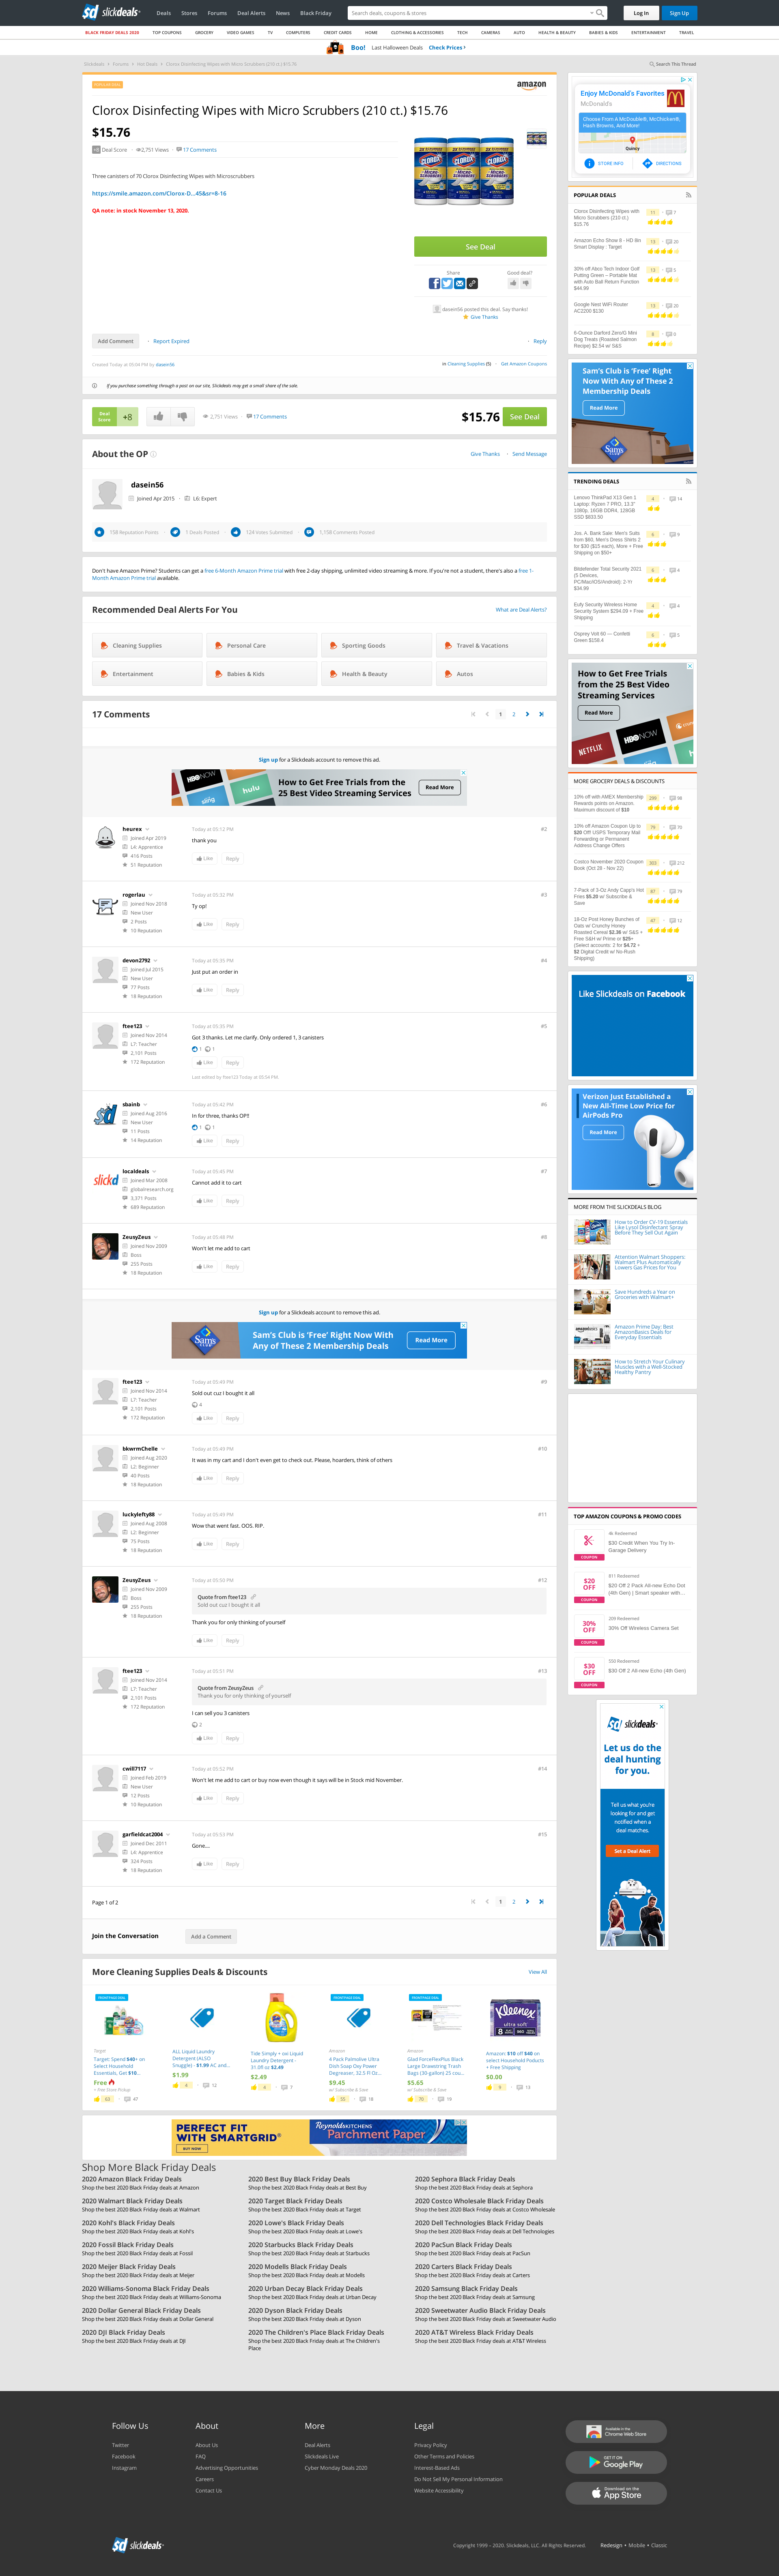 slickdeals
Deals Stores Forums Deal Alerts News Black Friday
Search deals, coupons & stores
Log In Sign Up
BLACK FRIDAY DEALS 2020 TOP COUPONS GROCERY VIDEO GAMES TV COMPUTERS CREDIT CARDS HOME CLOTHING & ACCESSORIES TECH CAMERAS AUTO HEALTH & BEAUTY BABIES & KIDS ENTERTAINMENT TRAVEL
Boo! Last Halloween Deals Check Prices ›
Slickdeals > Forums > Hot Deals > Clorox Disinfecting Wipes with Micro Scrubbers (210 ct.) $15.76
Search This Thread
amazon
Clorox Disinfecting Wipes with Micro Scrubbers (210 ct.) $15.76
$15.76
+8 Deal Score 2,751 Views 17 Comments
Three canisters of 70 Clorox Disinfecting Wipes with Microscrubbers
https://smile.amazon.com/Clorox-D...45&sr=8-16
QA note: in stock November 13, 2020.
CLOROX CLOROX CLOROX
See Deal
Share Good deal?
dasein56 posted this deal. Say thanks!
Give Thanks
Add Comment Report Expired Reply
Created Today at 05:04 PM by dasein56
Cleaning Supplies (5) Get Amazon Coupons
If you purchase something through a post on our site, Slickdeals may get a small share of the sale.
Deal Score +8
2,751 Views 17 Comments
$15.76 See Deal
About the OP
Give Thanks Send Message
dasein56
Joined Apr 2015 L6: Expert
158 Reputation Points 1 Deals Posted 124 Votes Submitted 1,158 Comments Posted
Don't have Amazon Prime? Students can get a free 6-Month Amazon Prime trial with free 2-day shipping, unlimited video streaming & more. If you're not a student, there's also a free 1-
Month Amazon Prime trial available.
Recommended Deal Alerts For You
What are Deal Alerts?
Cleaning Supplies Personal Care Sporting Goods Travel & Vacations
Entertainment Babies & Kids Health & Beauty Autos
17 Comments
1 2
Sign up for a Slickdeals account to remove this ad.
HBO NOW sling hulu
How to Get Free Trials from the
25 Best Video Streaming Services
Read More
heurex
Joined Apr 2019
L4: Apprentice
416 Posts
51 Reputation
Today at 05:12 PM #2
thank you
Like Reply
rogerlau
Joined Nov 2018
New User
2 Posts
10 Reputation
Today at 05:32 PM #3
Ty op!
Like Reply
devon2792
Joined Jul 2015
New User
77 Posts
18 Reputation
Today at 05:35 PM #4
Just put an order in
Like Reply
ftee123
Joined Nov 2014
L7: Teacher
2,101 Posts
172 Reputation
Today at 05:35 PM #5
Got 3 thanks. Let me clarify. Only ordered 1, 3 canisters
1 1
Like Reply
Last edited by ftee123 Today at 05:54 PM.
sbainb
Joined Aug 2016
New User
11 Posts
14 Reputation
Today at 05:42 PM #6
In for three, thanks OP!
1 1
Like Reply
slickd
localdeals
Joined Mar 2008
globalresearch.org
3,371 Posts
689 Reputation
Today at 05:45 PM #7
Cannot add it to cart
Like Reply
ZeusyZeus
Joined Nov 2009
Boss
255 Posts
18 Reputation
Today at 05:48 PM #8
Won't let me add to cart
Like Reply
Sign up for a Slickdeals account to remove this ad.
Sam's Club is 'Free' Right Now With
Any of These 2 Membership Deals
Read More
ftee123
Joined Nov 2014
L7: Teacher
2,101 Posts
172 Reputation
Today at 05:49 PM #9
Sold out cuz I bought it all
4
Like Reply
bkwrmChelle
Joined Aug 2020
L2: Beginner
40 Posts
18 Reputation
Today at 05:49 PM #10
It was in my cart and I don't even get to check out. Please, hoarders, think of others
Like Reply
luckylefty88
Joined Aug 2008
L2: Beginner
75 Posts
18 Reputation
Today at 05:49 PM #11
Wow that went fast. OOS. RIP.
Like Reply
ZeusyZeus
Joined Nov 2009
Boss
255 Posts
18 Reputation
Today at 05:50 PM #12
Quote from ftee123
Sold out cuz I bought it all
Thank you for only thinking of yourself
Like Reply
ftee123
Joined Nov 2014
L7: Teacher
2,101 Posts
172 Reputation
Today at 05:51 PM #13
Quote from ZeusyZeus
Thank you for only thinking of yourself
I can sell you 3 canisters
2
Like Reply
cwill7117
Joined Feb 2019
New User
12 Posts
10 Reputation
Today at 05:52 PM #14
Won't let me add to cart or buy now even though it says will be in Stock mid November.
Like Reply
garfieldcat2004
Joined Dec 2011
L4: Apprentice
324 Posts
18 Reputation
Today at 05:53 PM #15
Gone....
Like Reply
Page 1 of 2
1 2
Join the Conversation Add a Comment
More Cleaning Supplies Deals & Discounts
View All
Target
Target: Spend $40+ on
Select Household
Essentials, Get $10...
Free
+ Free Store Pickup
63 47
ALL Liquid Laundry
Detergent (ALSO
Snuggle) - $1.99 AC and...
$1.99
4 12
Tide Simply + oxi Liquid
Laundry Detergent -
31.0fl oz $2.49
$2.49
4 7
Amazon
6 Pack Palmolive Ultra
Dish Soap Oxy Power
Degreaser, 32.5 Fl Oz...
$9.45
w/ Subscribe & Save
55 18
Amazon
Glad ForceFlexPlus Black
Large Drawstring Trash
Bags (30-gallon) 25 cou...
$5.65
w/ Subscribe & Save
70 19
Kleenex ultra soft
Amazon: $10 off $40 on
select Household Poducts
+ Free Shipping
$0.00
9 13
PERFECT FIT
WITH SMARTGRID®
BUY NOW
Reynolds KITCHENS
Parchment Paper
Shop More Black Friday Deals
2020 Amazon Black Friday Deals
Shop the best 2020 Black Friday deals at Amazon
2020 Best Buy Black Friday Deals
Shop the best 2020 Black Friday deals at Best Buy
2020 Sephora Black Friday Deals
Shop the best 2020 Black Friday deals at Sephora
2020 Walmart Black Friday Deals
Shop the best 2020 Black Friday deals at Walmart
2020 Target Black Friday Deals
Shop the best 2020 Black Friday deals at Target
2020 Costco Wholesale Black Friday Deals
Shop the best 2020 Black Friday deals at Costco Wholesale
2020 Kohl's Black Friday Deals
Shop the best 2020 Black Friday deals at Kohl's
2020 Lowe's Black Friday Deals
Shop the best 2020 Black Friday deals at Lowe's
2020 Dell Technologies Black Friday Deals
Shop the best 2020 Black Friday deals at Dell Technologies
2020 Fossil Black Friday Deals
Shop the best 2020 Black Friday deals at Fossil
2020 Starbucks Black Friday Deals
Shop the best 2020 Black Friday deals at Starbucks
2020 PacSun Black Friday Deals
Shop the best 2020 Black Friday deals at PacSun
2020 Meijer Black Friday Deals
Shop the best 2020 Black Friday deals at Meijer
2020 Modells Black Friday Deals
Shop the best 2020 Black Friday deals at Modells
2020 Carters Black Friday Deals
Shop the best 2020 Black Friday deals at Carters
2020 Williams-Sonoma Black Friday Deals
Shop the best 2020 Black Friday deals at Williams-Sonoma
2020 Urban Decay Black Friday Deals
Shop the best 2020 Black Friday deals at Urban Decay
2020 Samsung Black Friday Deals
Shop the best 2020 Black Friday deals at Samsung
2020 Dollar General Black Friday Deals
Shop the best 2020 Black Friday deals at Dollar General
2020 Dyson Black Friday Deals
Shop the best 2020 Black Friday deals at Dyson
2020 Sweetwater Audio Black Friday Deals
Shop the best 2020 Black Friday deals at Sweetwater Audio
2020 DJI Black Friday Deals
Shop the best 2020 Black Friday deals at DJI
2020 The Children's Place Black Friday Deals
Shop the best 2020 Black Friday deals at The Children's
Place
2020 AT&T Wireless Black Friday Deals
Shop the best 2020 Black Friday deals at AT&T Wireless
Enjoy McDonald's Favorites
McDonald's
Choose From A McDouble®, McChicken®,
Hash Browns, And More!
Quincy
STORE INFO DIRECTIONS
POPULAR DEALS
Clorox Disinfecting Wipes with
Micro Scrubbers (210 ct.)
$15.76
11 7
Amazon Echo Show 8 - HD 8in
Smart Display : Target
13 20
30% off Abco Tech Indoor Golf
Putting Green – Portable Mat
with Auto Ball Return Function
$44.99
13 5
Google Nest WiFi Router
AC2200 $130
13 20
6-Ounce Darford Zero/G Mini
Dog Treats (Roasted Salmon
Recipe) $2.54 w/ S&S
8 0
Sam's Club is 'Free' Right
Now With Any of These 2
Membership Deals
Read More
Sam's
TRENDING DEALS
Lenovo ThinkPad X13 Gen 1
Laptop: Ryzen 7 PRO, 13.3"
1080p, 16GB DDR4, 128GB
SSD $633.50
4 14
Jos. A. Bank Sale: Men's Suits
from $60, Men's Dress Shirts 2
for $30 ($15 each), More + Free
Shipping on $50+
6 9
Bitdefender Total Security 2021
(5 Devices,
PC/Mac/iOS/Android): 2-Yr
$34.99
6 4
Eufy Security Wireless Home
Security System $284.09 + Free
Shipping
4 4
Osprey Volt 60 — Confetti
Green $158.4
6 5
How to Get Free Trials
from the 25 Best Video
Streaming Services
Read More
NETFLIX HBO NOW sling hulu
MORE GROCERY DEALS & DISCOUNTS
10% off with AMEX Membership
Rewards points on Amazon.
Maximum discount of $10
10% off Amazon Coupon Up to
$20 Off! USPS Temporary Mail
Forwarding or Permanent
Address Change Offers
79 70
Costco November 2020 Coupon
Book (Oct 28 - Nov 22)
303 212
7-Pack of 3-Oz Andy Capp's Hot
Fries $5.20 w/ Subscribe &
Save
87 79
18-Oz Post Honey Bunches of
Oats w/ Crunchy Honey
Roasted Cereal $2.36 w/ S&S +
Free S&H w/ Prime or $25+
(Select accounts: 2 for $4.72 +
$2 Digital Credit w/ No-Rush
Shipping)
47 12
Like Slickdeals on Facebook
Verizon Just Established a
New All-Time Low Price for
AirPods Pro
Read More
MORE FROM THE SLICKDEALS BLOG
How to Order CV-19 Essentials
Like Lysol Disinfectant Spray
Before They Sell Out Again
Attention Walmart Shoppers:
Walmart Plus Automatically
Lowers Gas Prices for You
Save Hundreds a Year on
Groceries with Walmart+
Amazon Prime Day: Best
AmazonBasics Deals for
Everyday Essentials
How to Stretch Your Culinary
Muscles with a Well-Stocked
Healthy Pantry
TOP AMAZON COUPONS & PROMO CODES
4k Redeemed
$30 Credit When You Try In-
Garage Delivery
COUPON
$20 OFF
COUPON
811 Redeemed
$20 Off 2 Pack All-new Echo Dot
(4th Gen) | Smart speaker with...
30% OFF
COUPON
209 Redeemed
30% Off Wireless Camera Set
$30 OFF
COUPON
550 Redeemed
$30 Off 2 All-new Echo (4th Gen)
slickdeals
Let us do the
deal hunting
for you.
Tell us what you're
looking for and get
notified when a
deal matches.
Set a Deal Alert
Follow Us
Twitter
Facebook
Instagram
About
About Us
FAQ
Advertising Opportunities
Careers
Contact Us
More
Deal Alerts
Slickdeals Live
Cyber Monday Deals 2020
Legal
Privacy Policy
Other Terms and Policies
Interest-Based Ads
Do Not Sell My Personal Information
Website Accessibility
Available in the
Chrome Web Store
GET IT ON
Google Play
Download on the
App Store
slickdeals
Copyright 1999 – 2020. Slickdeals, LLC. All Rights Reserved. Redesign • Mobile • Classic